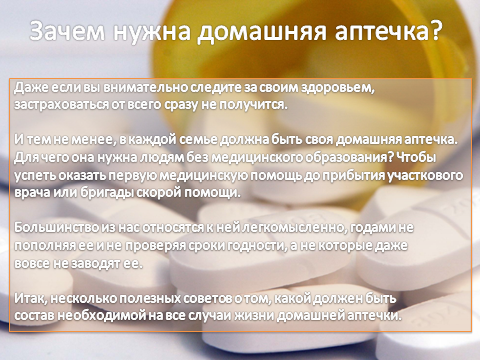 Зачем нужна домашняя аптечка?
Даже если вы внимательно следите за своим здоровьем,
застраховаться от всего сразу не получится.
И тем не менее, в каждой семье должна быть своя домашняя аптечка.
Для чего она нужна людям без медицинского образования? Чтобы
успеть оказать первую медицинскую помощь до прибытия участкового
врача или бригады скорой помощи.
Большинство из нас относятся к ней легкомысленно, годами не
пополняя ее и не проверяя сроки годности, а не которые даже
вовсе не заводят ее.
Итак, несколько полезных советов о том, какой должен быть
состав необходимой на все случаи жизни домашней аптечки.